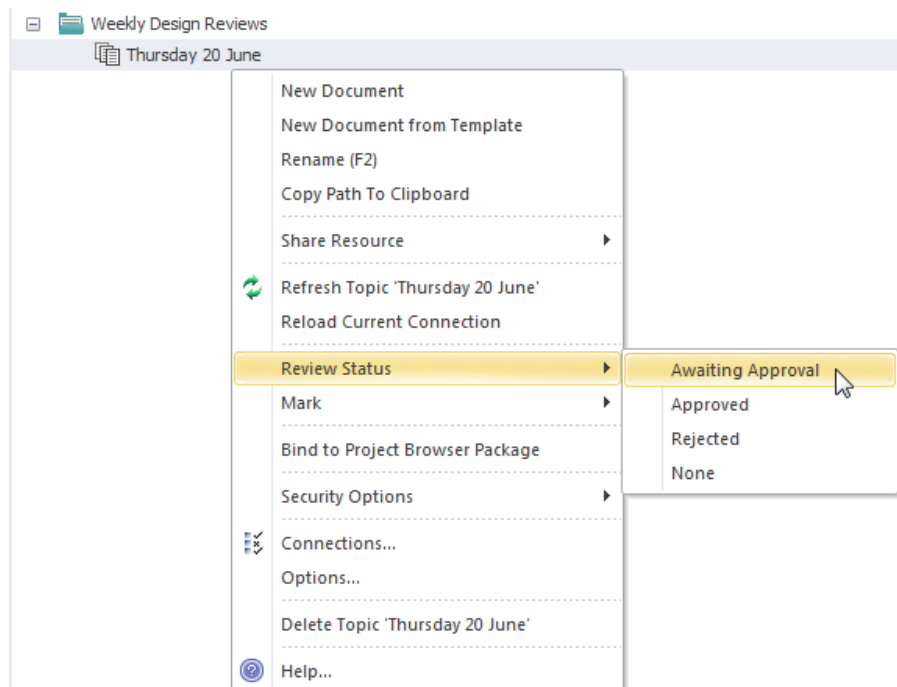 Weekly Design Reviews
Thursday 20 June
New Document
New Document from Template
Rename (F2)
Copy Path To Clipboard
Share Resource
Refresh Topic 'Thursday 20 June'
Reload Current Connection
Review Status
Awaiting Approval
Mark
Approved
Rejected
None
Bind to Project Browser Package
Security Options
Connections...
Options...
Delete Topic 'Thursday 20 June'
Help...